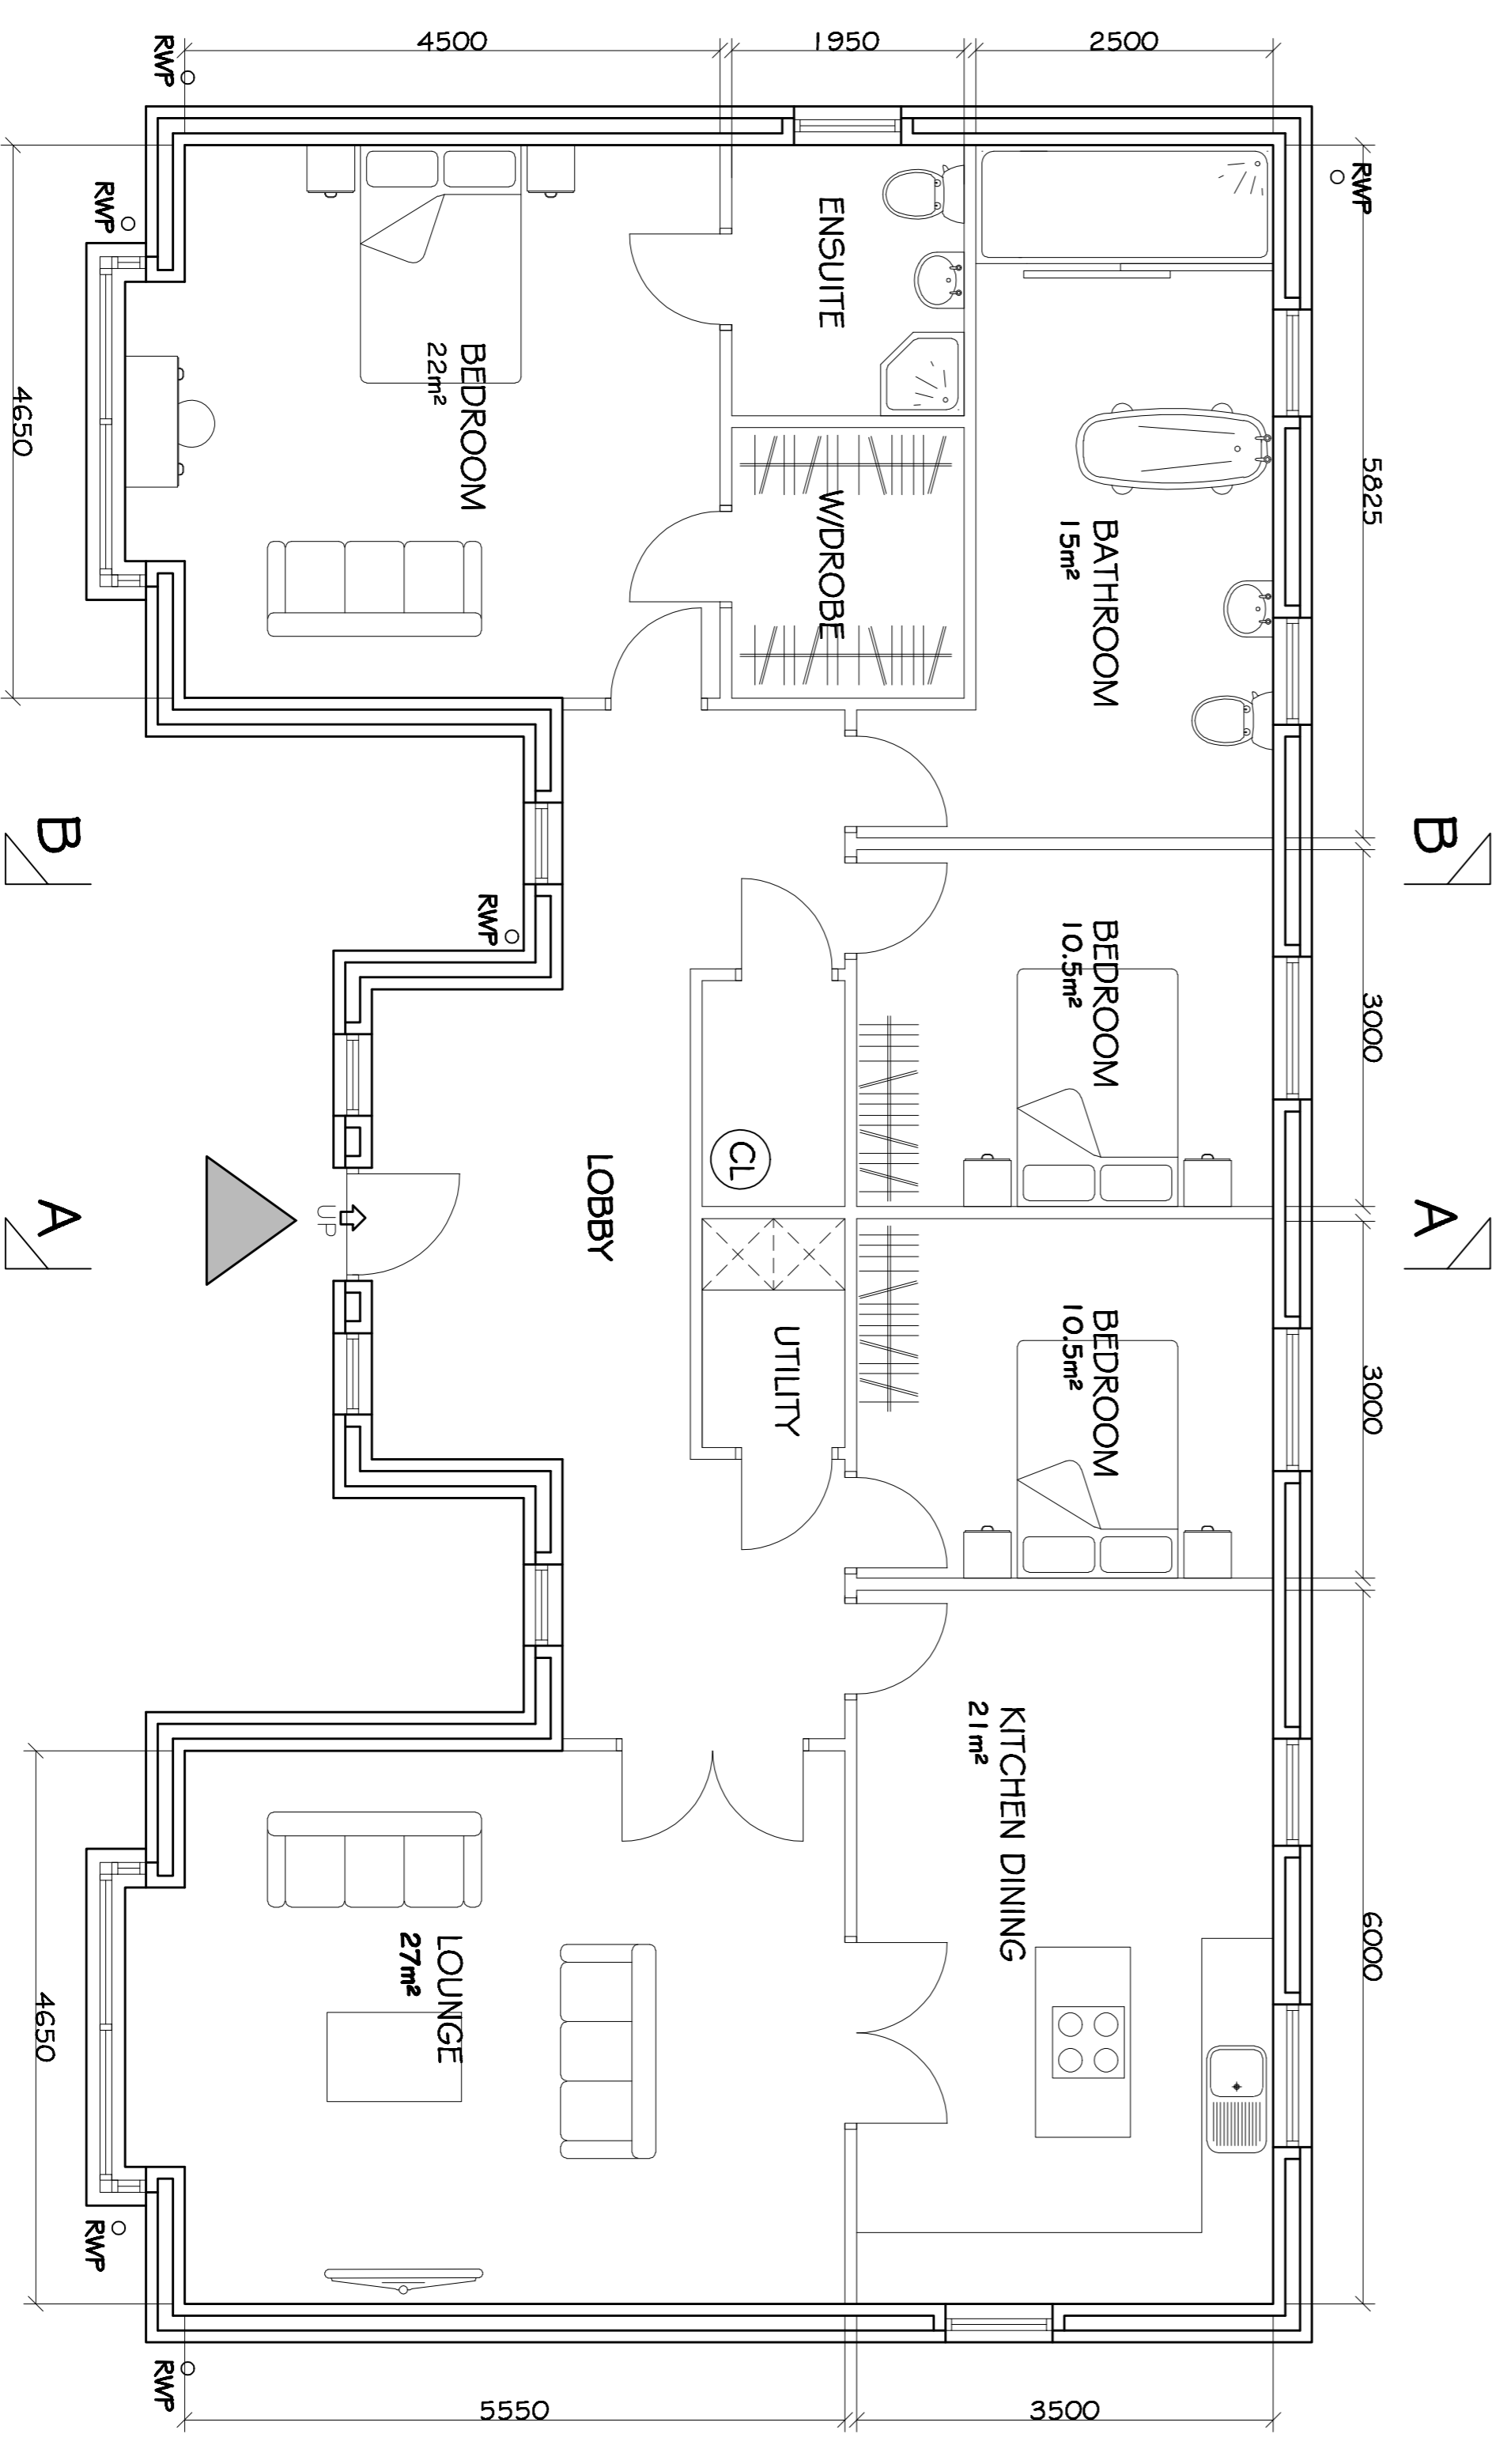 4500
1950
2500
RWP
RWP
RWP
5825
4650
ENSUITE
BEDROOM
22m²
W/DROBE
BATHROOM
15m²
B
B
RWP
BEDROOM
10.5m²
3000
CL
LOBBY
UP
A
A
UTILITY
BEDROOM
10.5m²
3000
KITCHEN DINING
21m²
6000
LOUNGE
27m²
4650
RWP
RWP
5550
3500